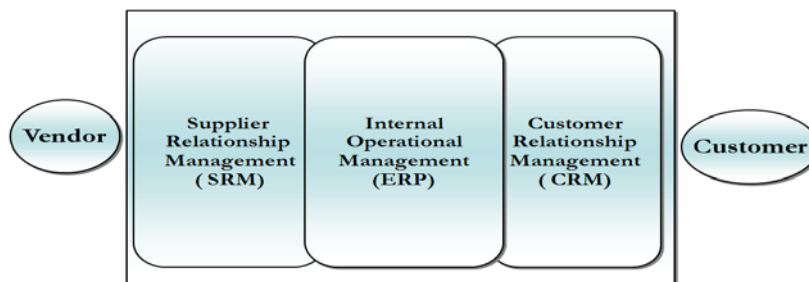 Vendor
Supplier
Relationship
Management
( SRM)
Internal
Operational
Management
(ERP)
Customer
Relationship
Management
( CRM)
Customer